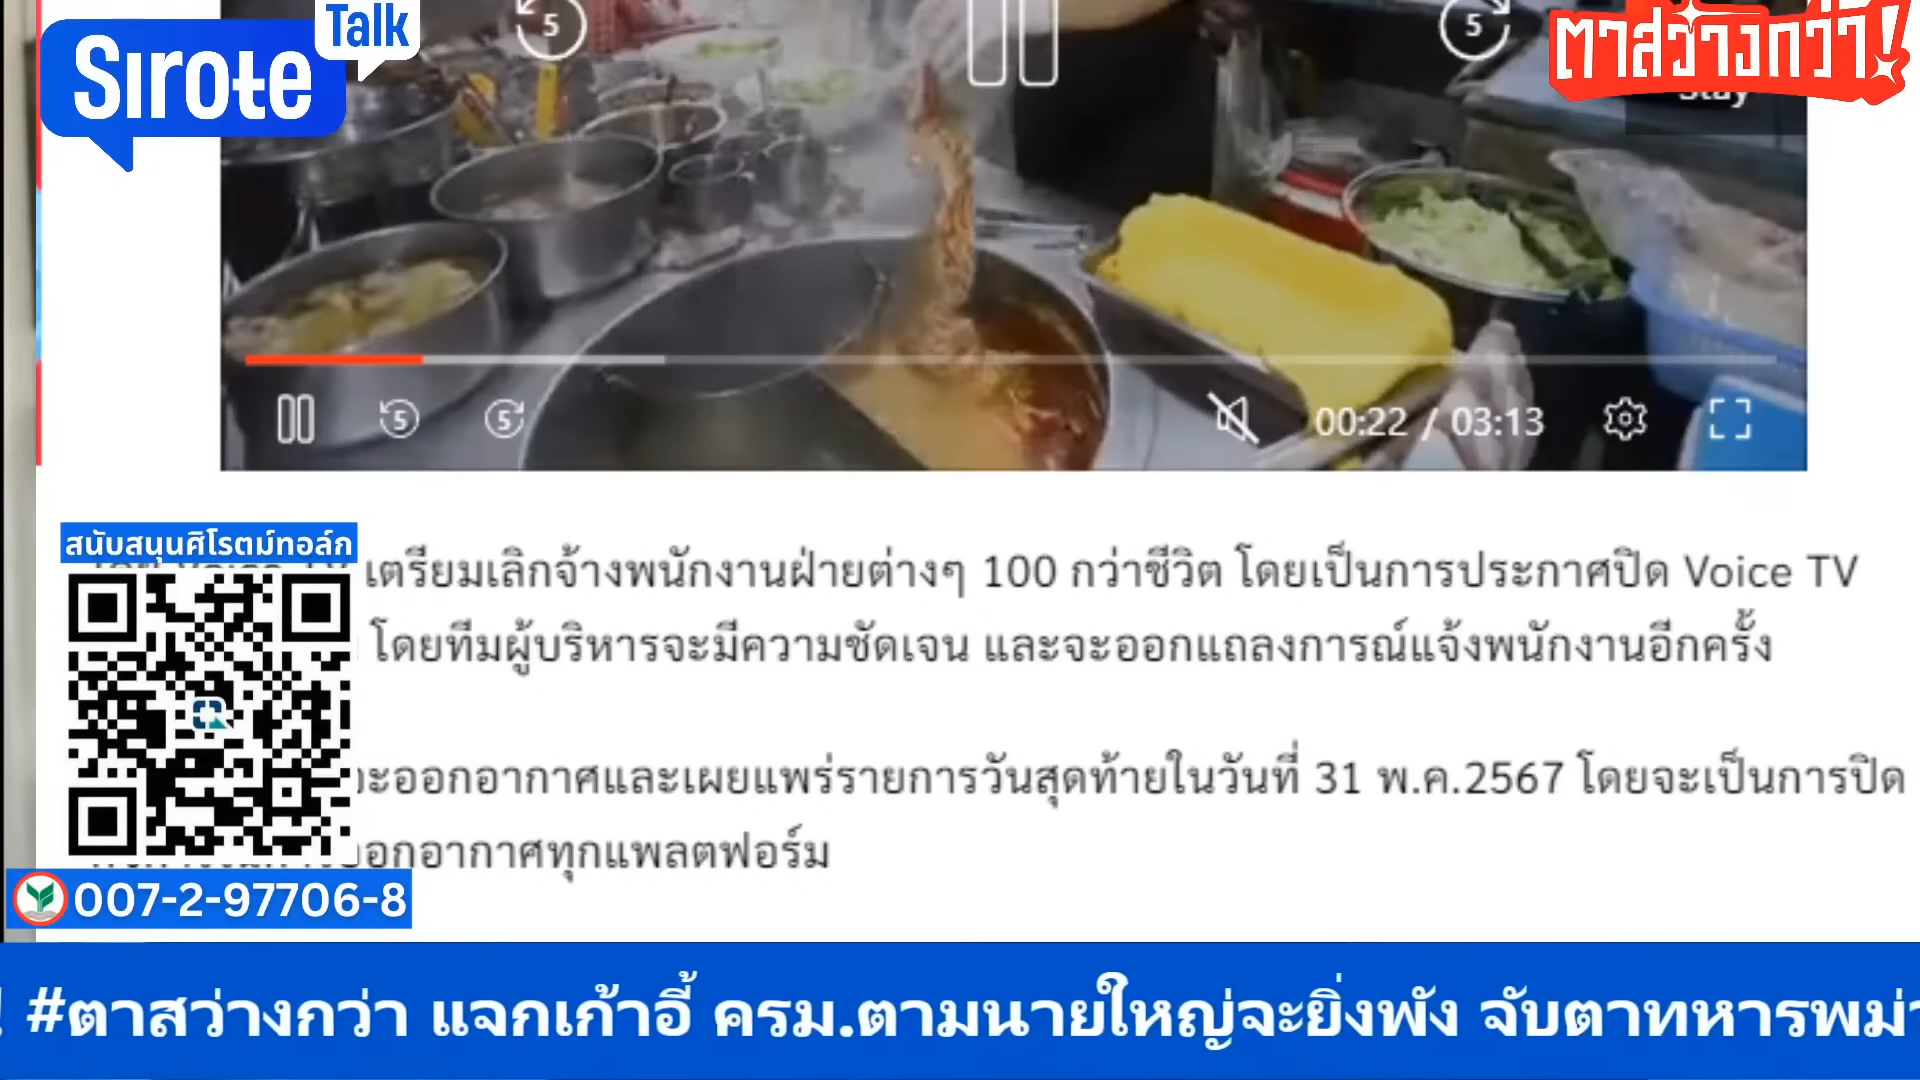 Sirote Talk
ตาสว่างกว่า!
5
5
Stay
5
5
00:22 / 03:13
สนับสนุนศิโรตม์ทอล์ก
เตรียมเลิกจ้างพนักงานฝ่ายต่างๆ 100 กว่าชีวิต โดยเป็นการประกาศปิด Voice TV
โดยทีมผู้บริหารจะมีความชัดเจน และจะออกแถลงการณ์แจ้งพนักงานอีกครั้ง
จะออกอากาศและเผยแพร่รายการวันสุดท้ายในวันที่ 31 พ.ค.2567 โดยจะเป็นการปิด
ออกอากาศทุกแพลตฟอร์ม
007-2-97706-8
! #ตาสว่างกว่า แจกเก้าอี้ ครม.ตามนายใหญ่จะยิ่งพัง จับตาทหารพม่า